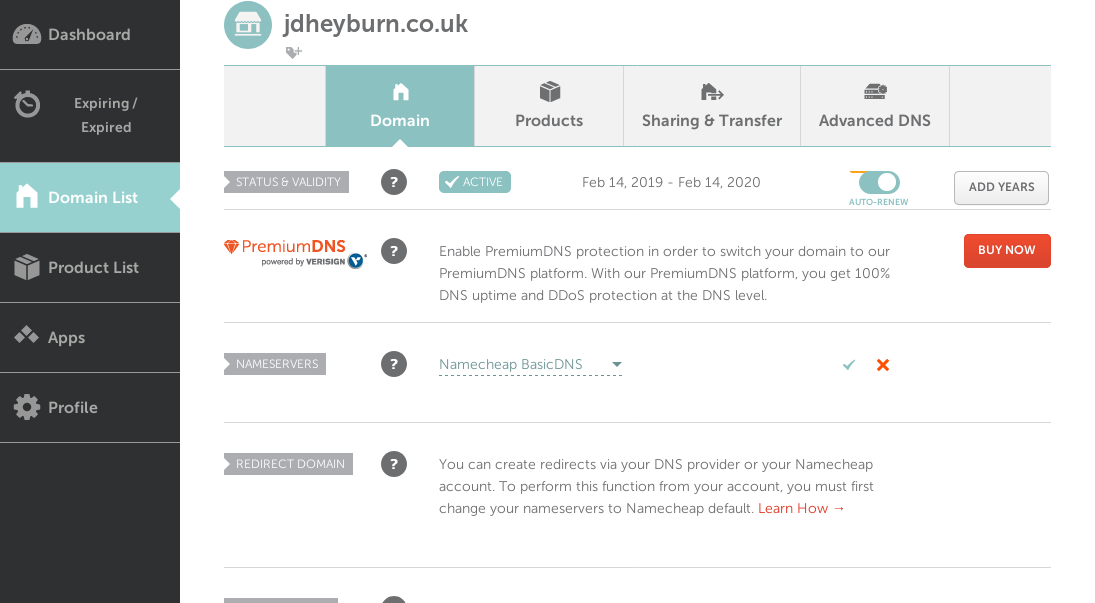 jdheyburn.co.uk
Dashboard
Expiring /
Expired
Domain List
Product List
Apps
Profile
Domain
Products
Sharing & Transfer
Advanced DNS
STATUS & VALIDITY
?
ACTIVE
Feb 14, 2019 - Feb 14, 2020
AUTO-RENEW
ADD YEARS
PremiumDNS
powered by VERISIGN
?
Enable PremiumDNS protection in order to switch your domain to our
PremiumDNS platform. With our PremiumDNS platform, you get 100%
DNS uptime and DDoS protection at the DNS level.
BUY NOW
NAMESERVERS
?
Namecheap BasicDNS
REDIRECT DOMAIN
?
You can create redirects via your DNS provider or your Namecheap
account. To perform this function from your account, you must first
change your nameservers to Namecheap default. Learn How →